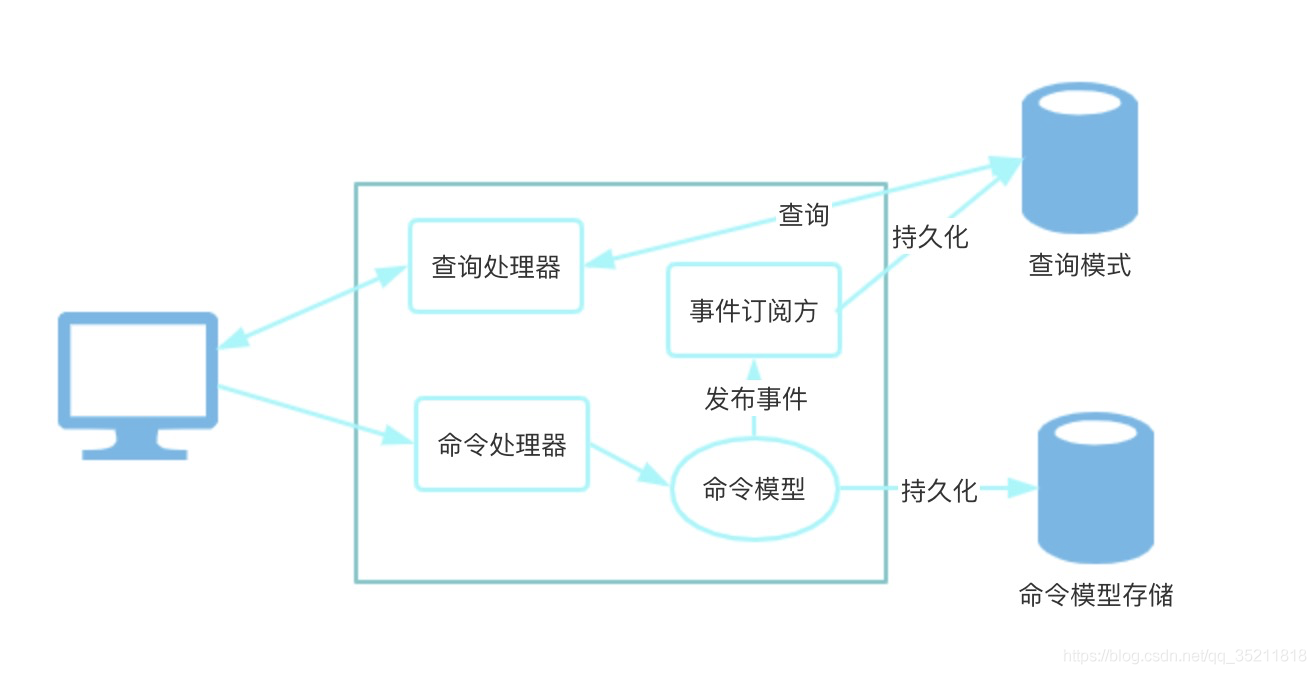 查询
持久化
查询处理器
查询模式
事件订阅方
发布事件
命令处理器
命令模型
持久化
命令模型存储
https://blog.csdn.net/qq_35211818